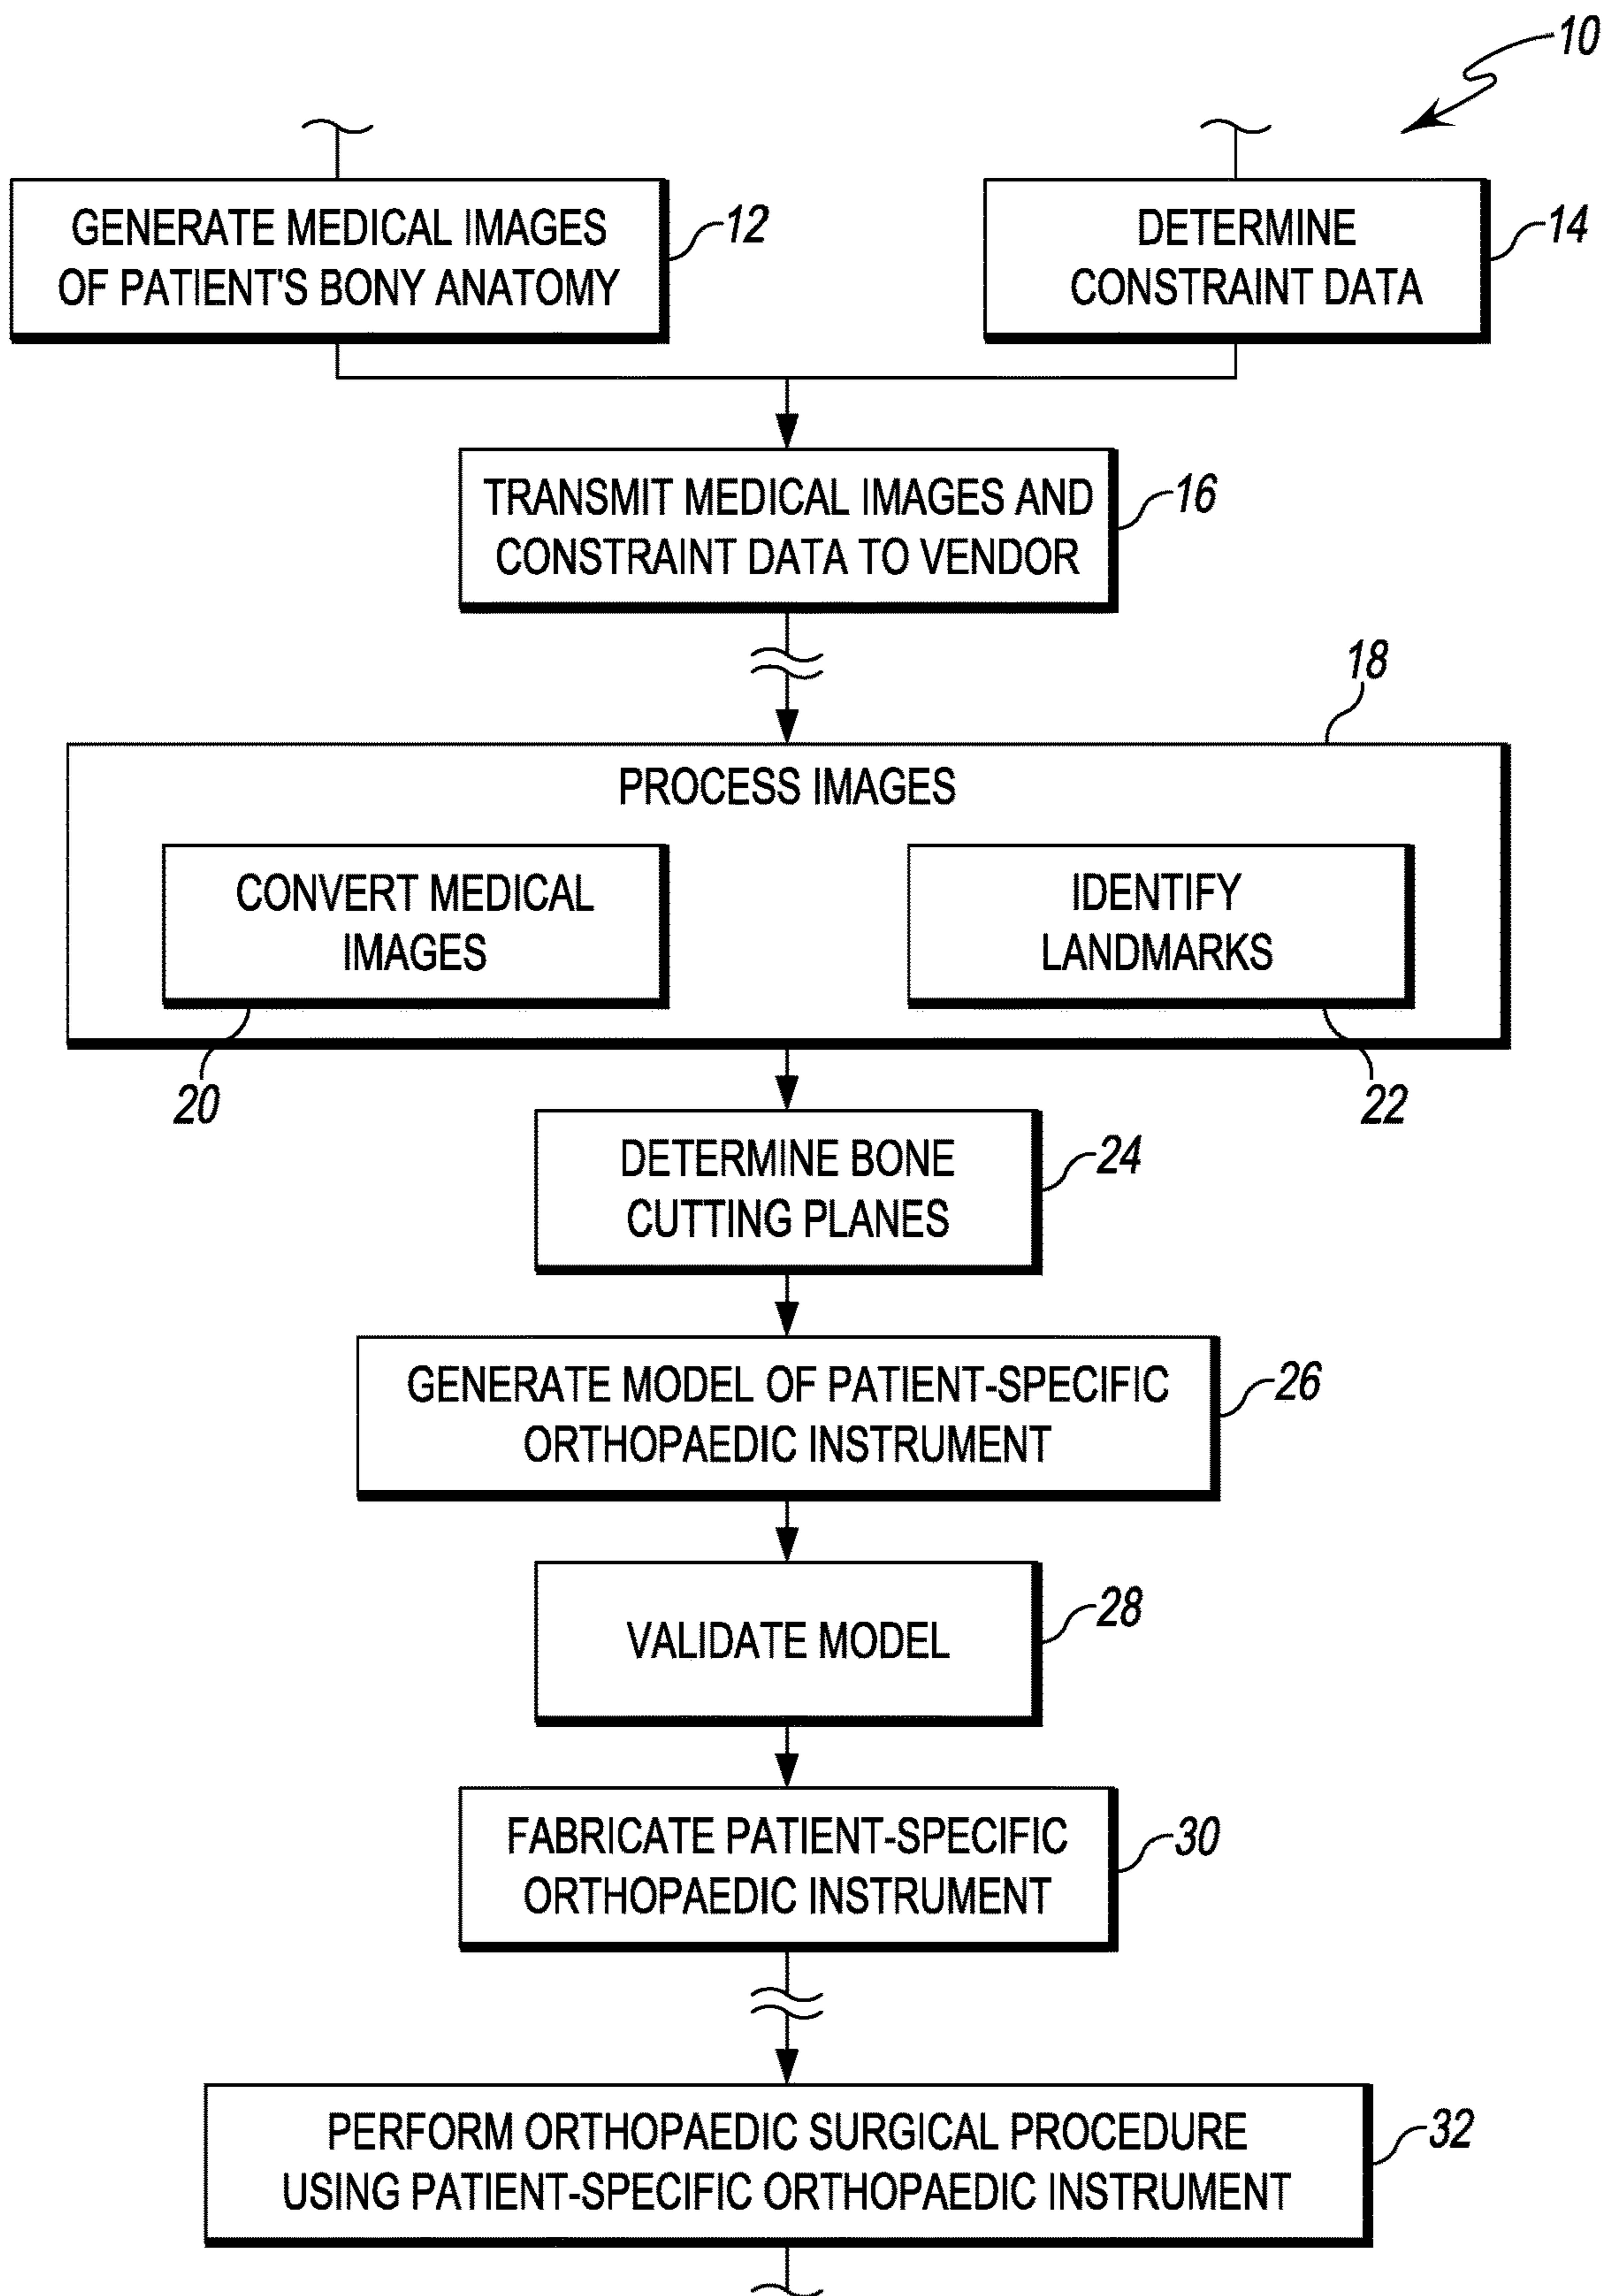 10
GENERATE MEDICAL IMAGES
OF PATIENT'S BONY ANATOMY
12
DETERMINE
CONSTRAINT DATA
14
TRANSMIT MEDICAL IMAGES AND
CONSTRAINT DATA TO VENDOR
16
18
PROCESS IMAGES
CONVERT MEDICAL
IMAGES
20
IDENTIFY
LANDMARKS
22
DETERMINE BONE
CUTTING PLANES
24
GENERATE MODEL OF PATIENT-SPECIFIC
ORTHOPAEDIC INSTRUMENT
26
VALIDATE MODEL
28
FABRICATE PATIENT-SPECIFIC
ORTHOPAEDIC INSTRUMENT
30
PERFORM ORTHOPAEDIC SURGICAL PROCEDURE
USING PATIENT-SPECIFIC ORTHOPAEDIC INSTRUMENT
32